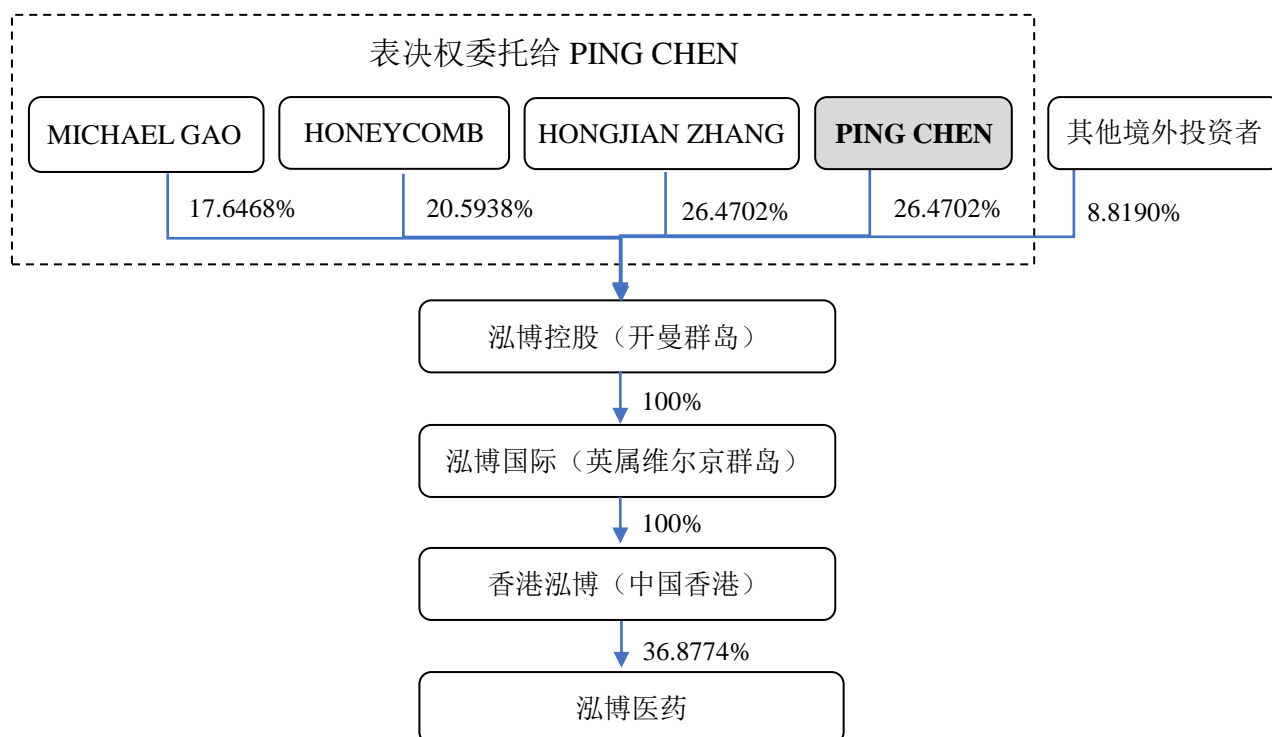 表决权委托给 PING CHEN
MICHAEL GAO
HONEYCOMB
HONGJIAN ZHANG
PING CHEN
其他境外投资者
17.6468%
20.5938%
26.4702%
26.4702%
8.8190%
泓博控股（开曼群岛）
100%
泓博国际（英属维尔京群岛）
100%
香港泓博（中国香港）
36.8774%
泓博医药